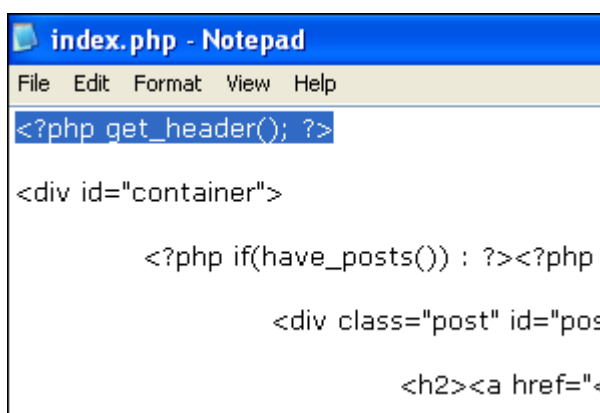 index.php - Notepad
File Edit Format View Help
<?php get_header(); ?>
<div id="container">
<?php if(have_posts()) : ?><?php
<div class="post" id="pos
<h2><a href="<